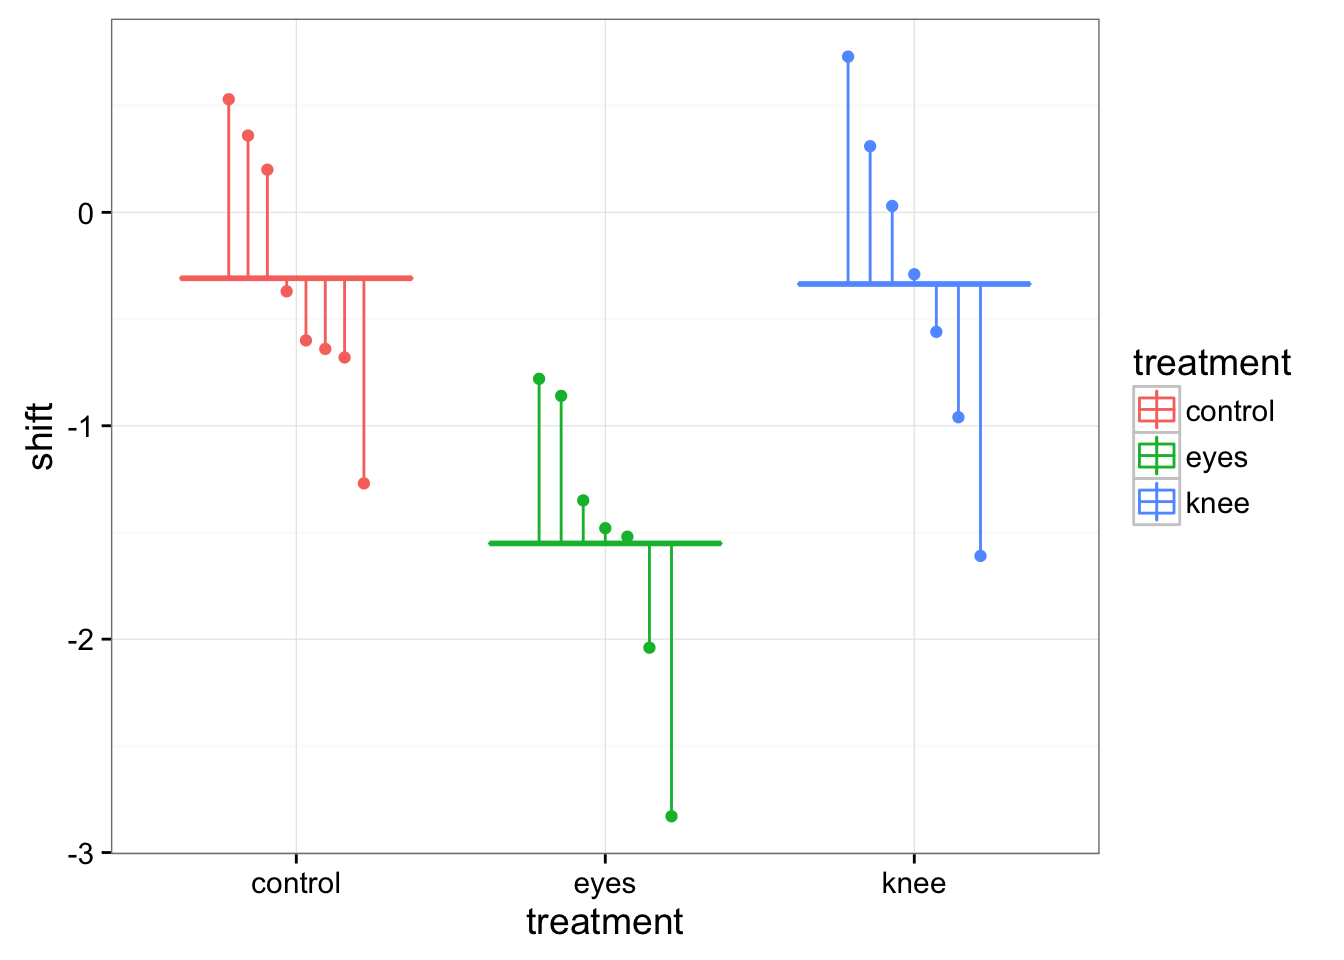 shift
0
-1
-2
-3
control
eyes
knee
treatment
treatment
control
eyes
knee